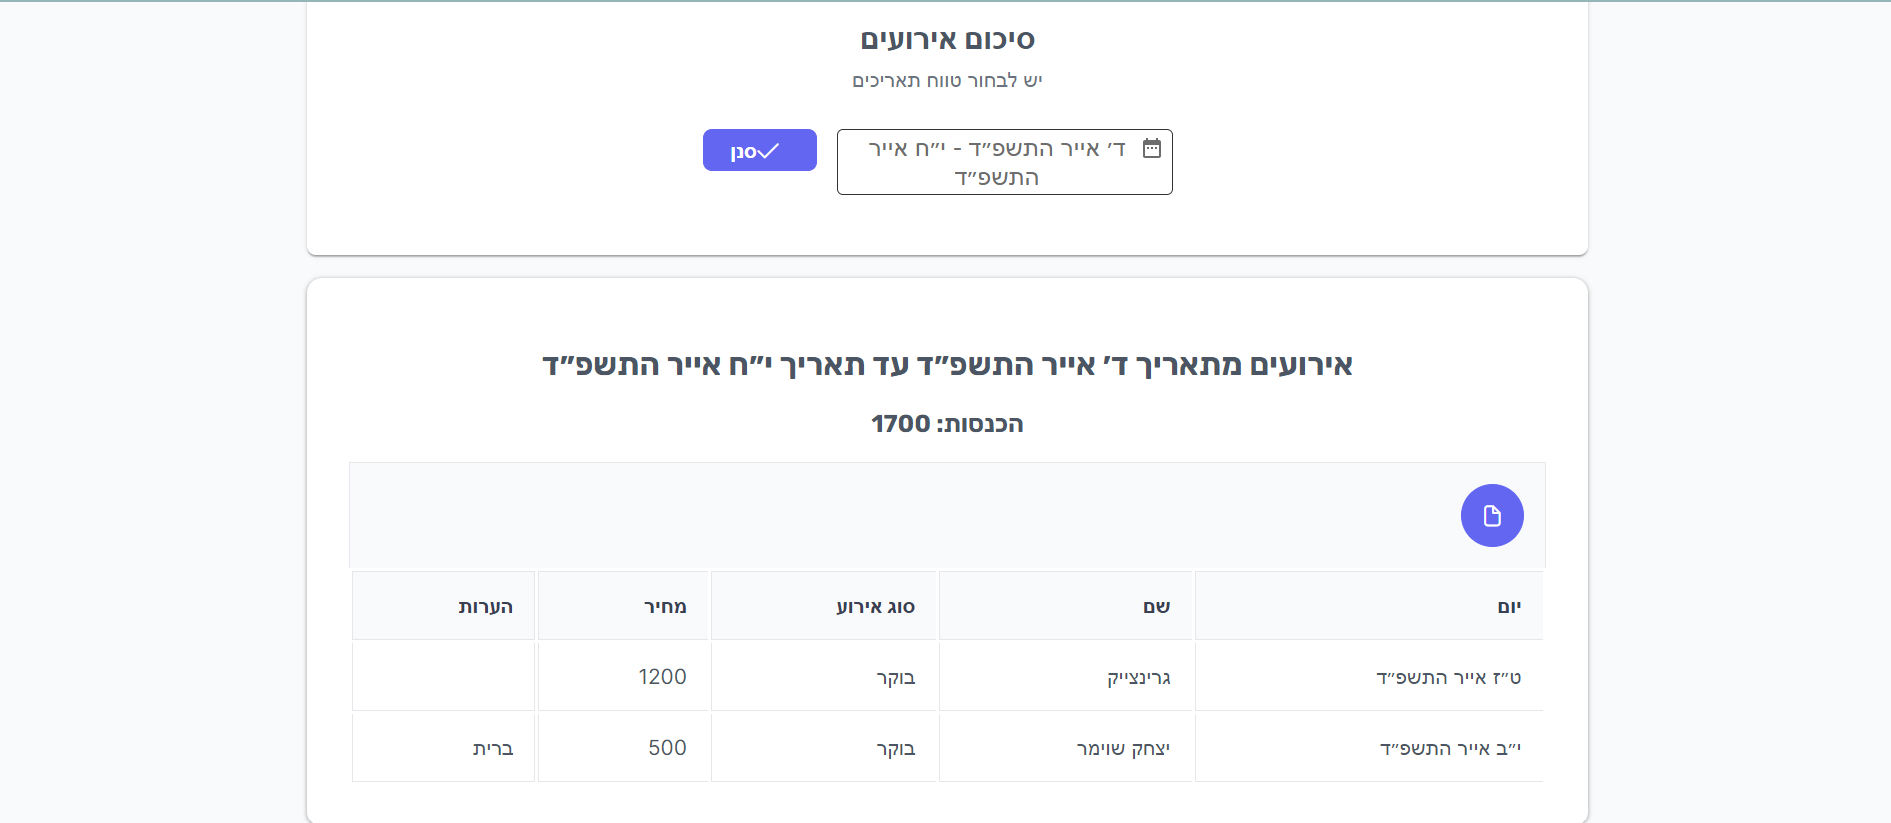 סיכום אירועים
יש לבחור טווח תאריכים
ד׳ אייר התשפ״ד - י״ח אייר
התשפ״ד
סנן
אירועים מתאריך ד׳ אייר התשפ״ד עד תאריך י״ח אייר התשפ״ד
הכנסות: 1700
יום שם סוג אירוע מחיר הערות
ט״ז אייר התשפ״ד גרינצייק בוקר 1200
י״ב אייר התשפ״ד יצחק שוימר בוקר 500 ברית